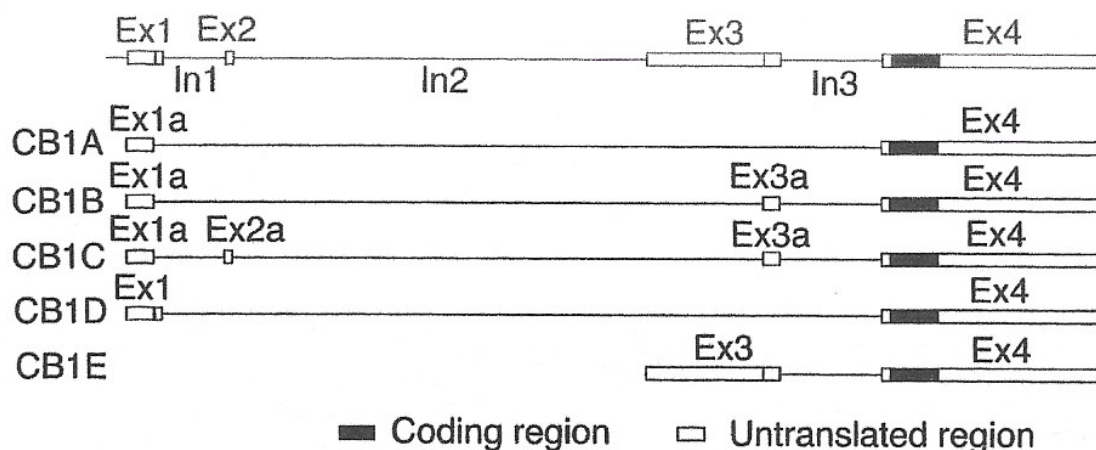 Ex1 Ex2 Ex3 Ex4
In1 In2 In3
Ex1a Ex4
CB1A
Ex1a Ex3a Ex4
CB1B
Ex1a Ex2a Ex3a Ex4
CB1C
Ex1 Ex4
CB1D
Ex3 Ex4
CB1E
Coding region Untranslated region